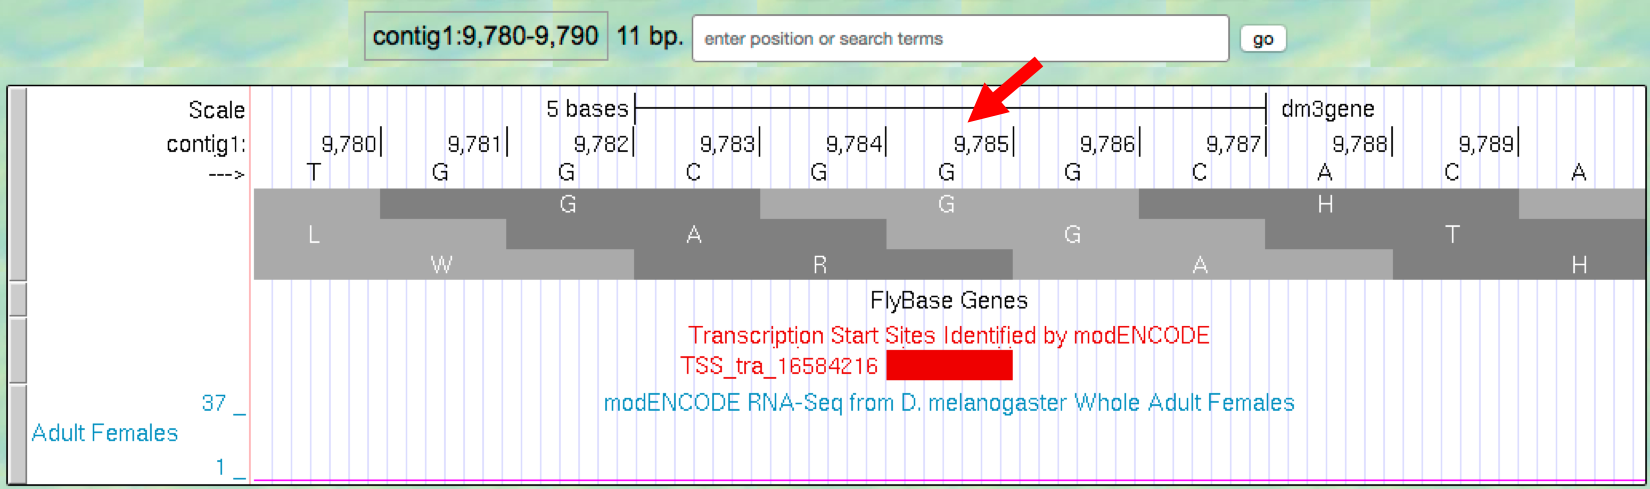 contig1:9,780-9,790 11 bp. enter position or search terms go
Scale 5 bases dm3gene
contig1: 9,780 9,781 9,782 9,783 9,784 9,785 9,786 9,787 9,788 9,789
---> T G G C G G G C A C A
G G H
L A G T
W R A H
FlyBase Genes
Transcription Start Sites Identified by modENCODE
TSS_tra_16584216
37 _ modENCODE RNA-Seq from D. melanogaster Whole Adult Females
Adult Females
1 _